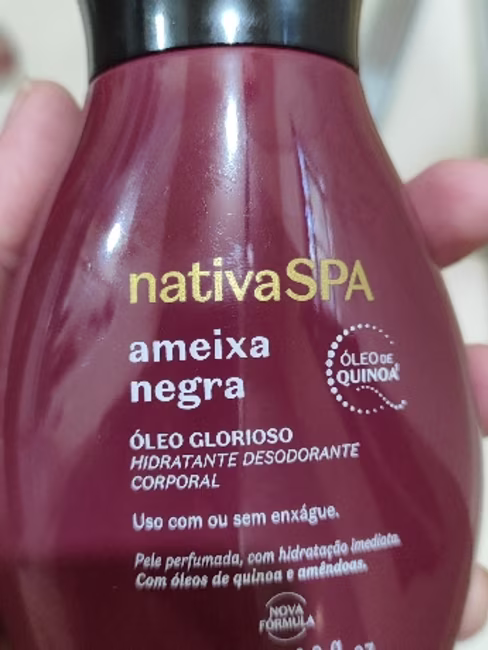 nativaSPA
ameixa
negra
ÓLEO DE
QUINOA
ÓLEO GLORIOSO
HIDRATANTE DESODORANTE
CORPORAL
Uso com ou sem enxágue.
Pele perfumada, com hidratação imediata.
Com óleos de quinoa e amêndoas.
NOVA
FÓRMULA